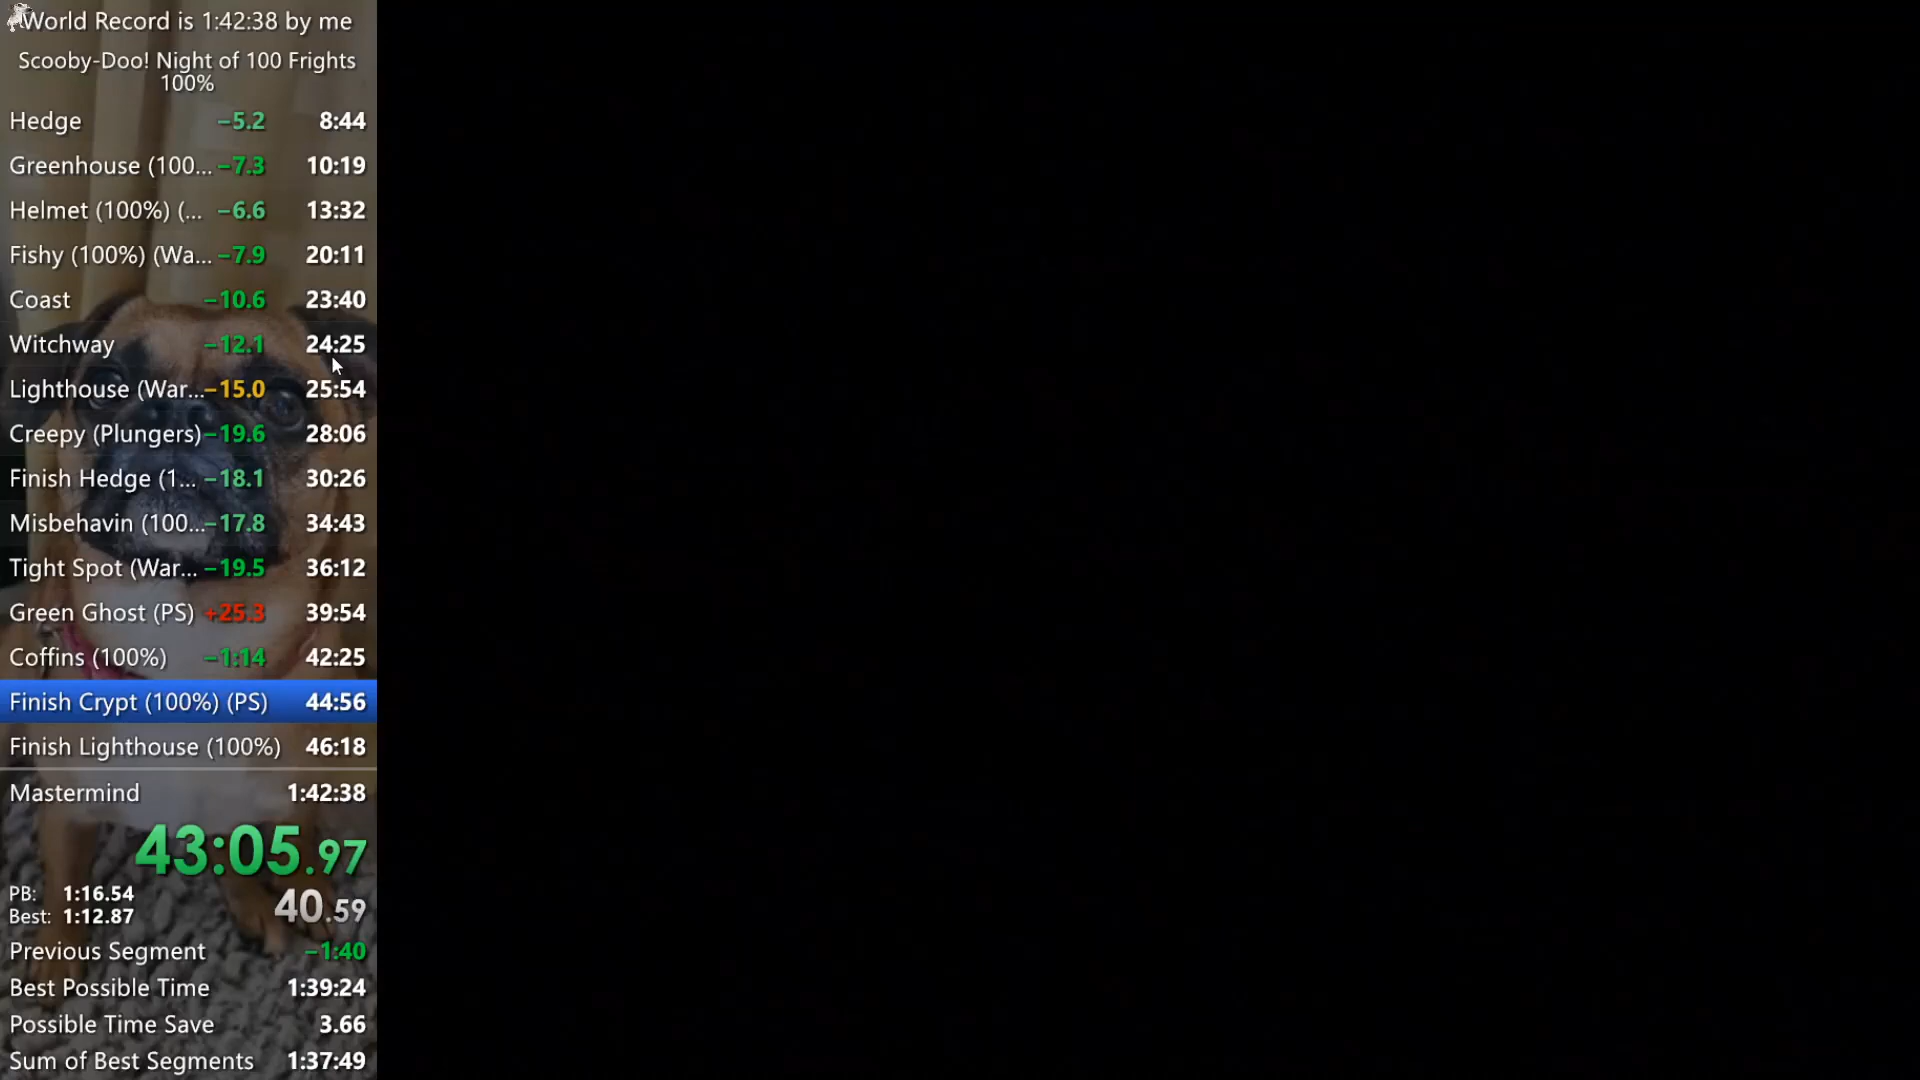 World Record is 1:42:38 by me
Scooby-Doo! Night of 100 Frights
100%
Hedge −5.2 8:44
Greenhouse (100... −7.3 10:19
Helmet (100%) (... −6.6 13:32
Fishy (100%) (Wa... −7.9 20:11
Coast −10.6 23:40
Witchway −12.1 24:25
Lighthouse (War... −15.0 25:54
Creepy (Plungers) −19.6 28:06
Finish Hedge (1... −18.1 30:26
Misbehavin (100... −17.8 34:43
Tight Spot (War... −19.5 36:12
Green Ghost (PS) +25.3 39:54
Coffins (100%) −1:14 42:25
Finish Crypt (100%) (PS) 44:56
Finish Lighthouse (100%) 46:18
Mastermind 1:42:38
43:05.97
PB: 1:16.54
Best: 1:12.87
40.59
Previous Segment −1:40
Best Possible Time 1:39:24
Possible Time Save 3.66
Sum of Best Segments 1:37:49